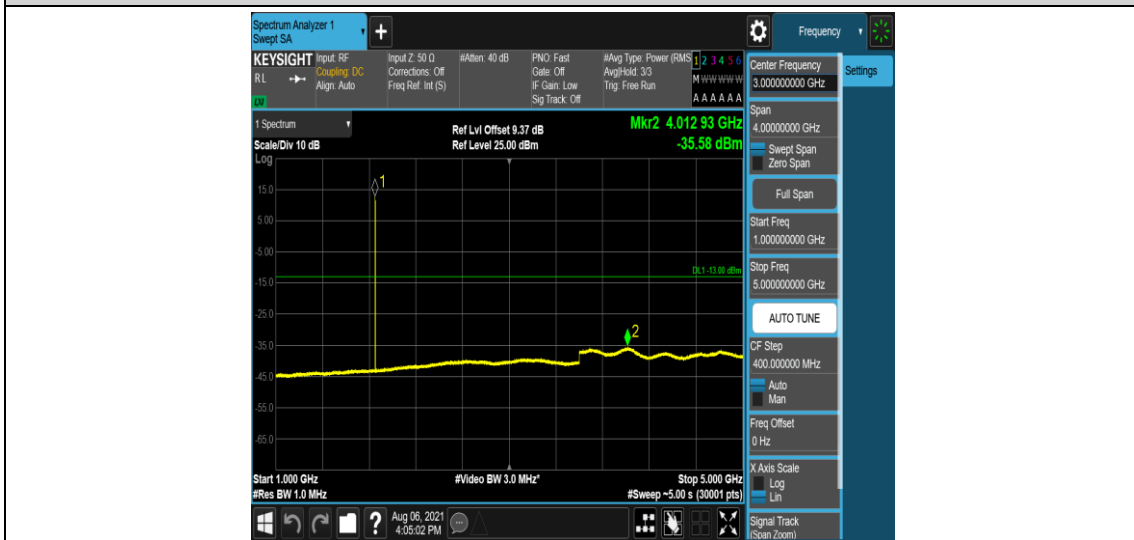 Spectrum Analyzer 1
Swept SA
+
Frequency
KEYSIGHT
Input: RF
Coupling: DC
Align: Auto
Input Z: 50 Ω
Corrections: Off
Freq Ref: Int (S)
#Atten: 40 dB
PNO: Fast
Gate: Off
IF Gain: Low
Sig Track: Off
#Avg Type: Power (RMS
Avg|Hold: 3/3
Trig: Free Run
1 2 3 4 5 6
M W W W W W
A A A A A A
RL
LXI
1 Spectrum
Scale/Div 10 dB
Ref Lvl Offset 9.37 dB
Ref Level 25.00 dBm
Mkr2 4.012 93 GHz
-35.58 dBm
Log
15.0
5.00
-5.00
-15.0
-25.0
-35.0
-45.0
-55.0
-65.0
1
2
DL1 -13.00 dBm
Start 1.000 GHz
#Res BW 1.0 MHz
#Video BW 3.0 MHz*
Stop 5.000 GHz
#Sweep ~5.00 s (30001 pts)
?
Aug 06, 2021
4:05:02 PM
Center Frequency
3.000000000 GHz
Settings
Span
4.00000000 GHz
Swept Span
Zero Span
Full Span
Start Freq
1.000000000 GHz
Stop Freq
5.000000000 GHz
AUTO TUNE
CF Step
400.000000 MHz
Auto
Man
Freq Offset
0 Hz
X Axis Scale
Log
Lin
Signal Track
(Span Zoom)